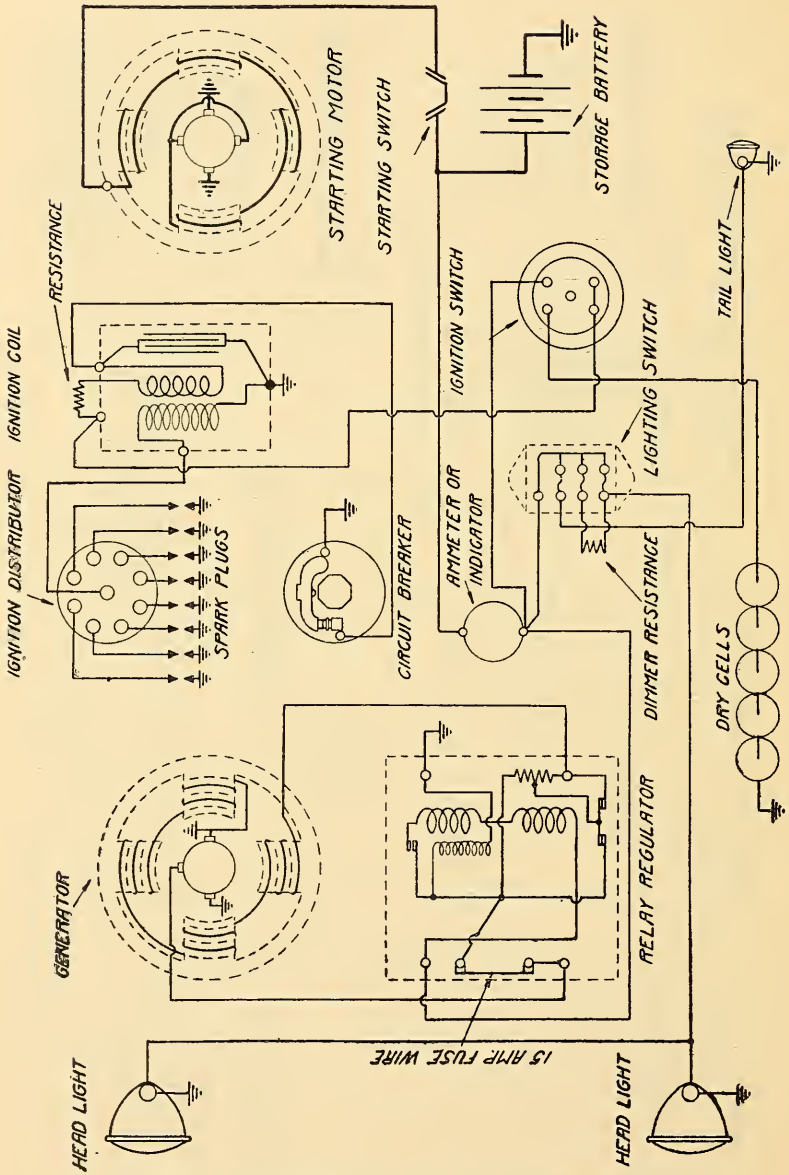 IGNITION DISTRIBUTOR
IGNITION COIL
RESISTANCE
STARTING MOTOR
STARTING SWITCH
STORAGE BATTERY
GENERATOR
SPARK PLUGS
CIRCUIT BREAKER
AMMETER OR
INDICATOR
IGNITION SWITCH
LIGHTING SWITCH
TAIL LIGHT
HEAD LIGHT
15 AMP FUSE WIRE
RELAY REGULATOR
DIMMER RESISTANCE
DRY CELLS
HEAD LIGHT